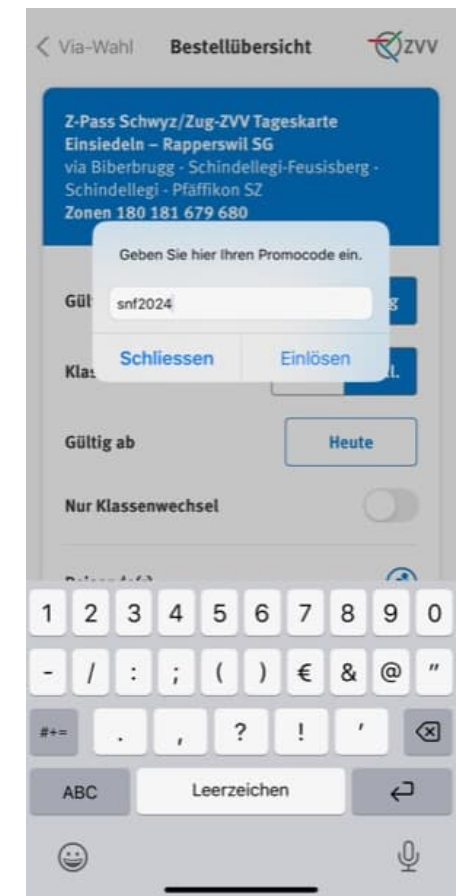 Via-Wahl Bestellübersicht ZVV
Z-Pass Schwyz/Zug-ZVV Tageskarte
Einsiedeln – Rapperswil SG
via Biberbrugg - Schindellegi-Feusisberg -
Schindellegi - Pfäffikon SZ
Zonen 180 181 679 680
Geben Sie hier Ihren Promocode ein.
snf2024
Schliessen Einlösen
Gültig ab Heute
Nur Klassenwechsel
1 2 3 4 5 6 7 8 9 0
- / : ; ( ) € & @ "
#+= . , ? ! '
ABC Leerzeichen